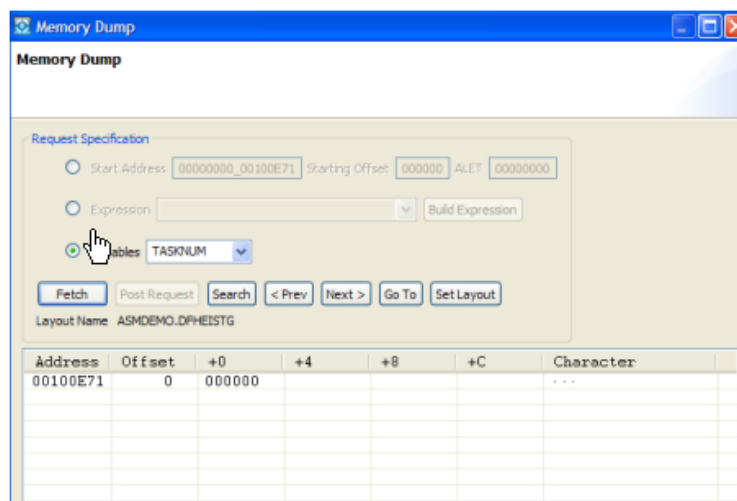 Memory Dump
Memory Dump
Request Specification
Start Address 00000000_00100E71 Starting Offset 000000 ALET 00000000
Expression Build Expression
ables TASKNUM
Fetch Post Request Search < Prev Next > Go To Set Layout
Layout Name ASMDEMO.DFHEISTG
Address Offset +0 +4 +8 +C Character
00100E71 0 000000 ...